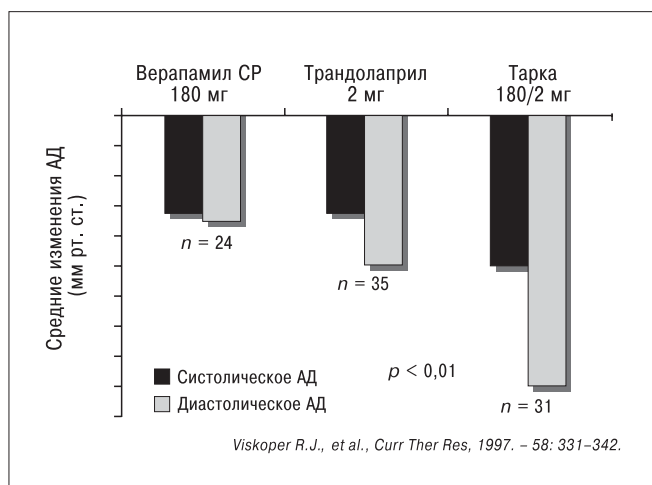 Верапамил СР
180 мг
Трандолаприл
2 мг
Тарка
180/2 мг
Средние изменения АД
(мм рт. ст.)
n = 24
n = 35
n = 31
p < 0,01
Систолическое АД
Диастолическое АД
Viskoper R.J., et al., Curr Ther Res, 1997. – 58: 331–342.